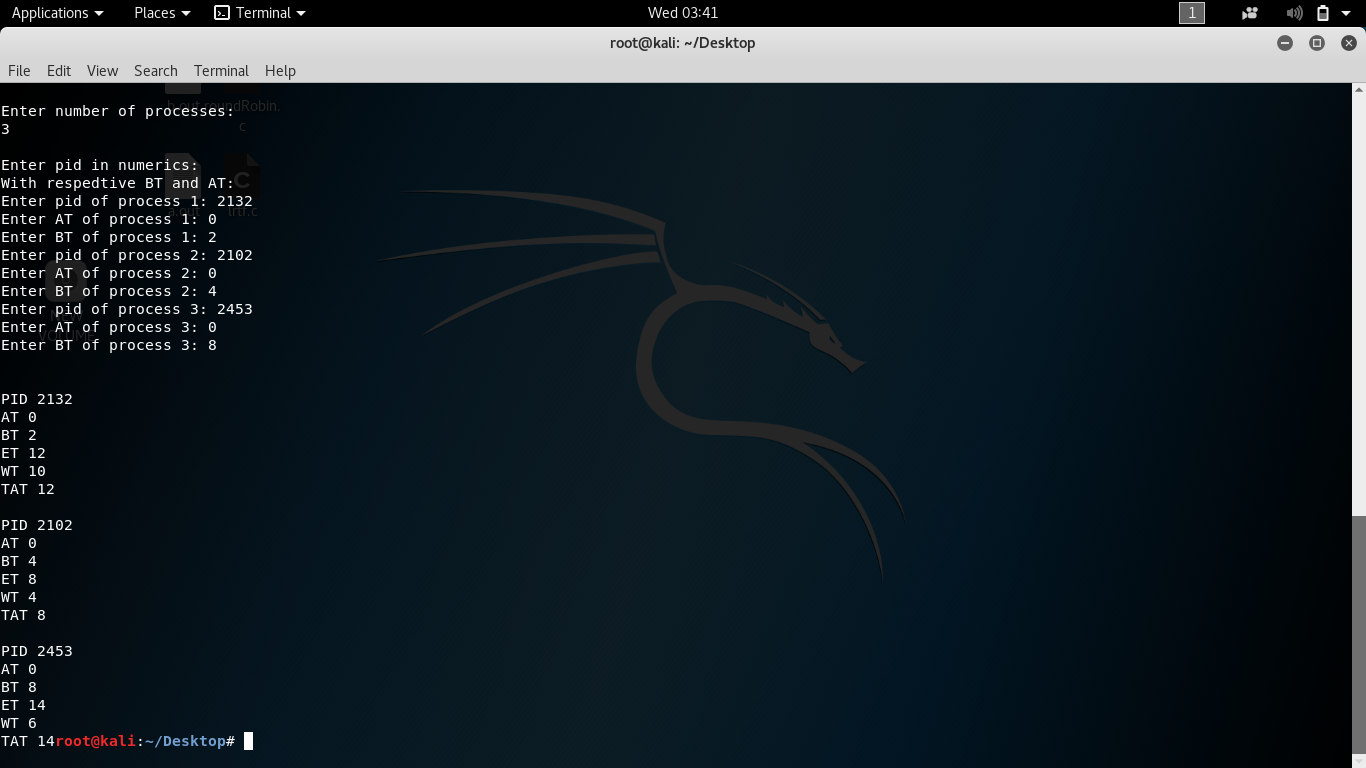 Applications Places Terminal Wed 03:41 1
root@kali: ~/Desktop
File Edit View Search Terminal Help
b.out roundRobin.
c
Enter number of processes:
3
Enter pid in numerics:
With respedtive BT and AT:
C
Enter pid of process 1: 2132
a.out lrtf.c
Enter AT of process 1: 0
Enter BT of process 1: 2
Enter pid of process 2: 2102
Enter AT of process 2: 0
Enter BT of process 2: 4
Enter pid of process 3: 2453
NEW
Enter AT of process 3: 0
VOLUME
Enter BT of process 3: 8
PID 2132
AT 0
BT 2
ET 12
WT 10
TAT 12
PID 2102
AT 0
BT 4
ET 8
WT 4
TAT 8
PID 2453
AT 0
BT 8
ET 14
WT 6
TAT 14root@kali:~/Desktop#